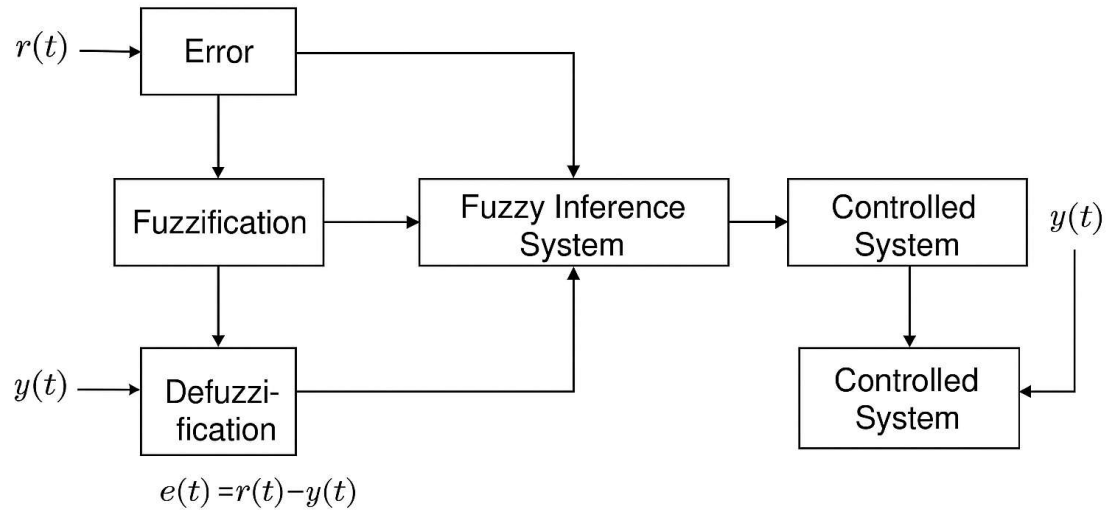 r(t)
Error
Fuzzification
Fuzzy Inference
System
Controlled
System
y(t)
y(t)
Defuzzi-
fication
Controlled
System
e(t) =r(t)−y(t)